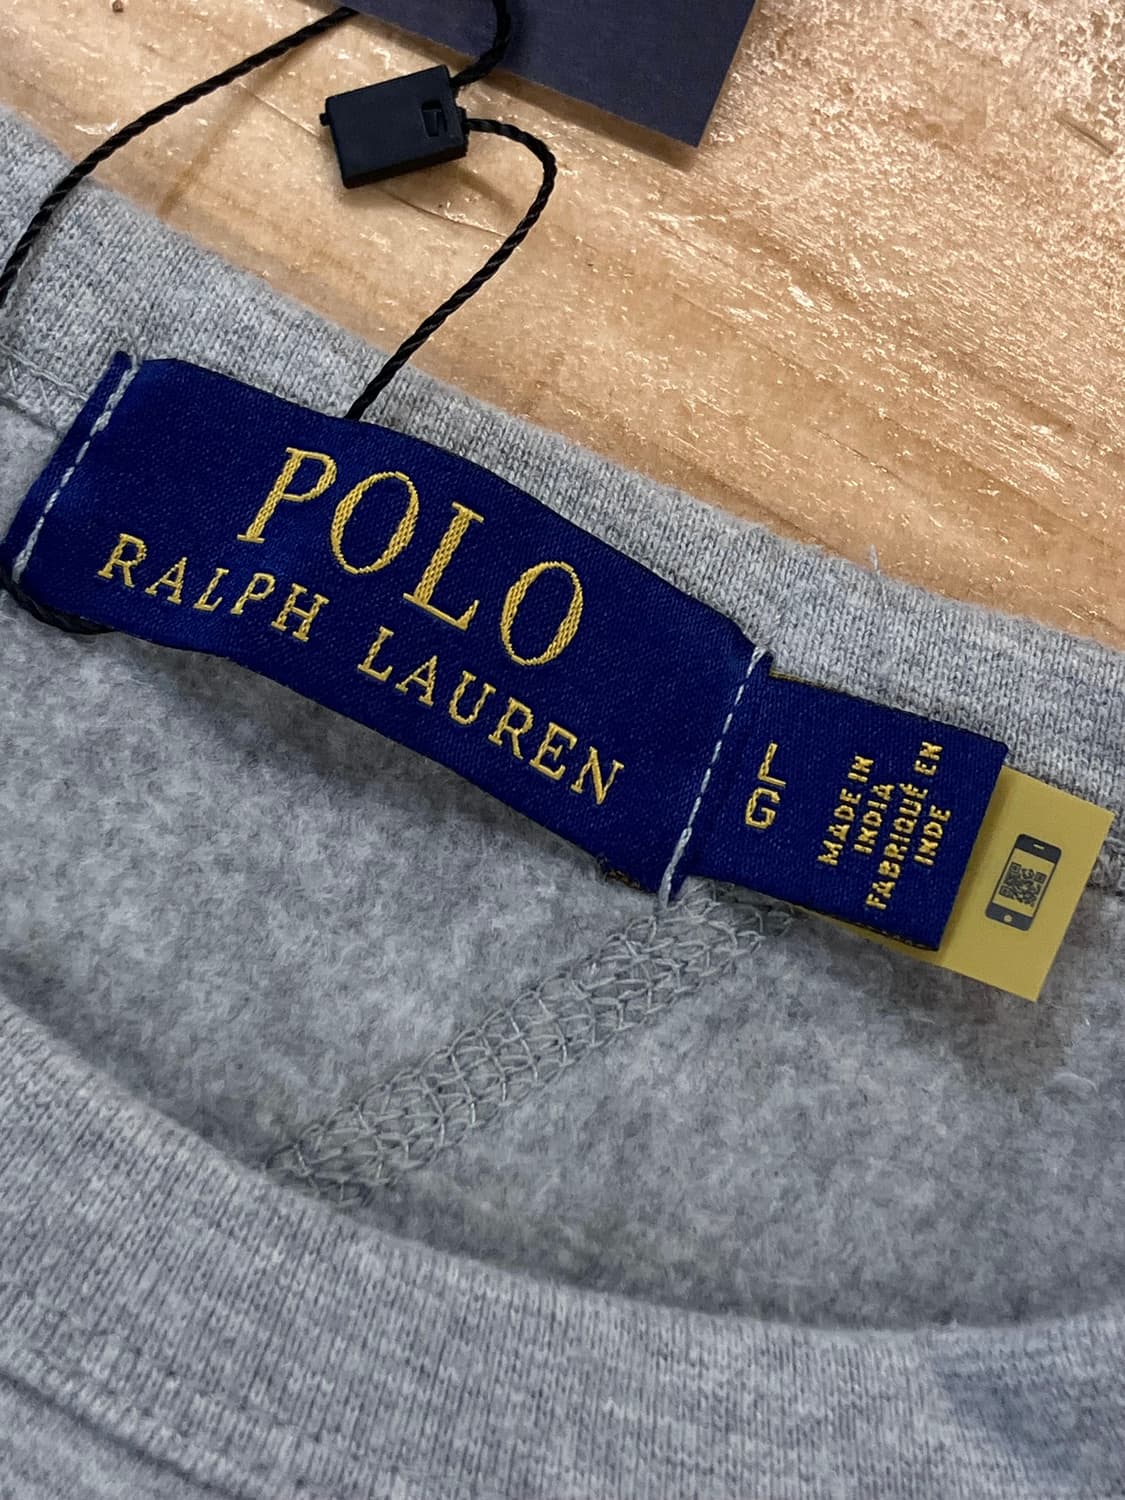 POLO
RALPH LAUREN
L
G
MADE IN
INDIA
FABRIQUÉ EN
INDE